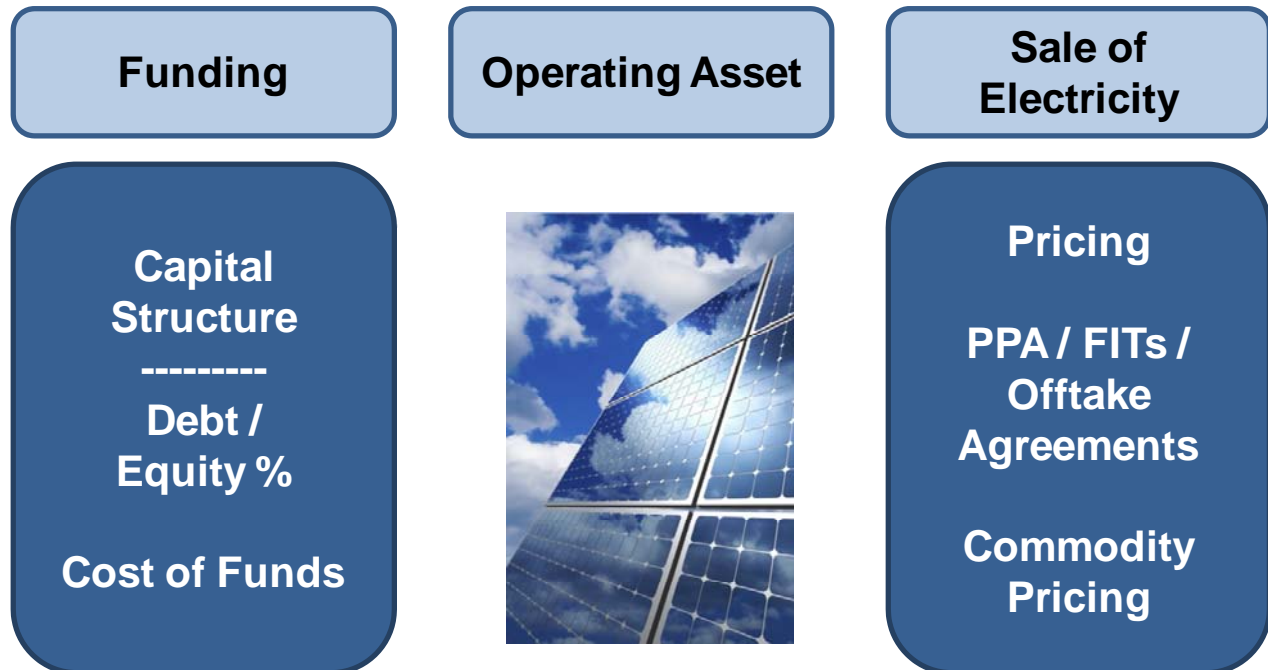 Funding
Operating Asset
Sale of
Electricity
Capital
Structure
---------
Debt /
Equity %
Cost of Funds
Pricing
PPA / FITs /
Offtake
Agreements
Commodity
Pricing